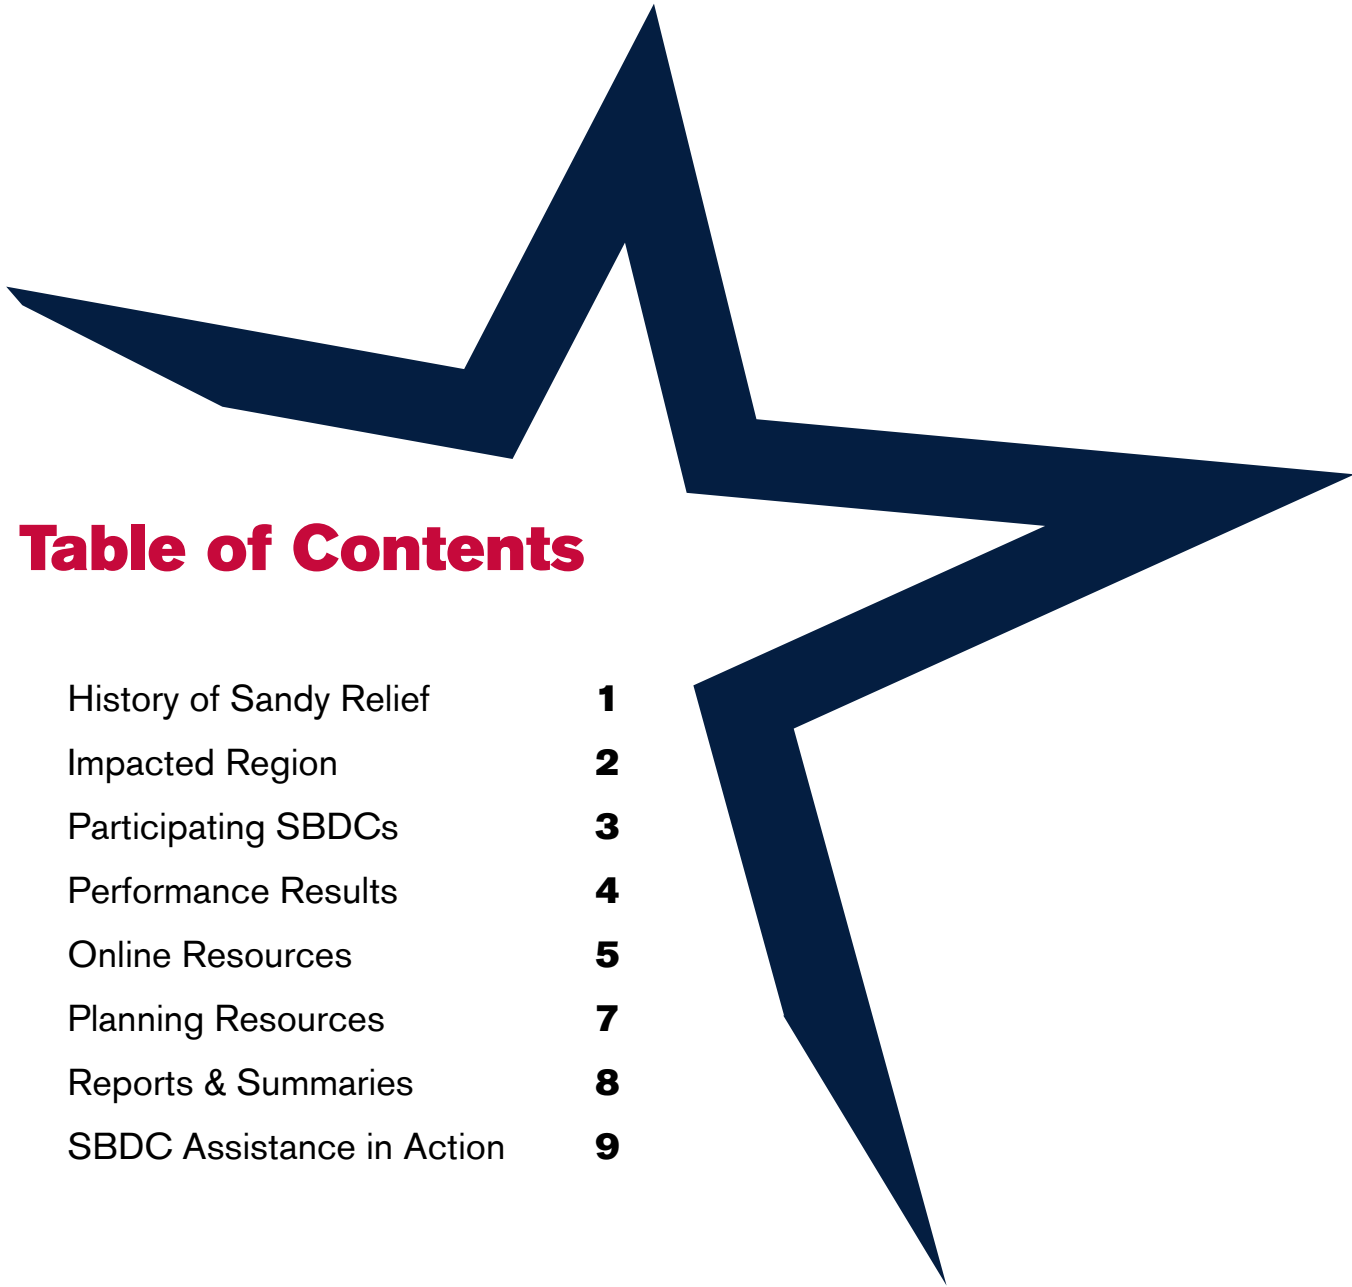 Table of Contents
History of Sandy Relief 1
Impacted Region 2
Participating SBDCs 3
Performance Results 4
Online Resources 5
Planning Resources 7
Reports & Summaries 8
SBDC Assistance in Action 9